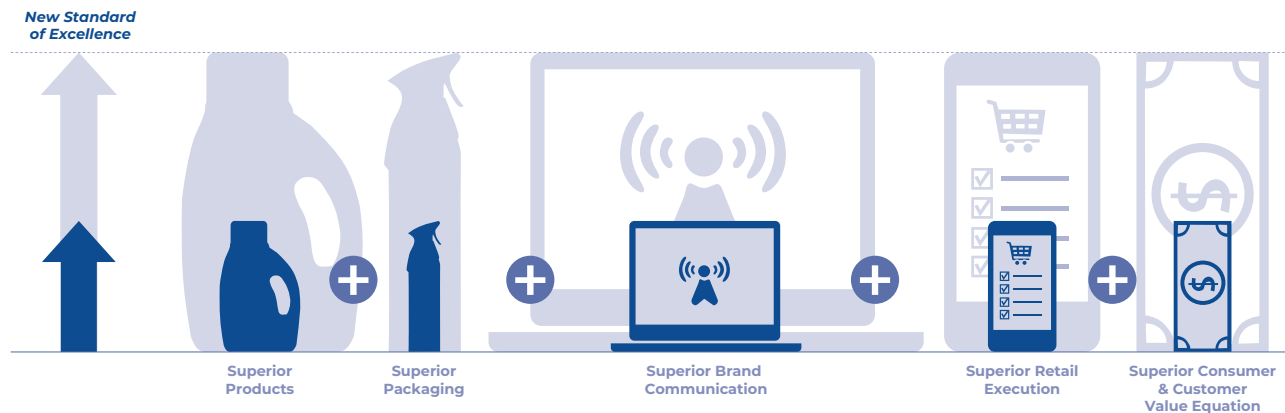 New Standard
of Excellence
Superior
Products
Superior
Packaging
Superior Brand
Communication
Superior Retail
Execution
Superior Consumer
& Customer
Value Equation